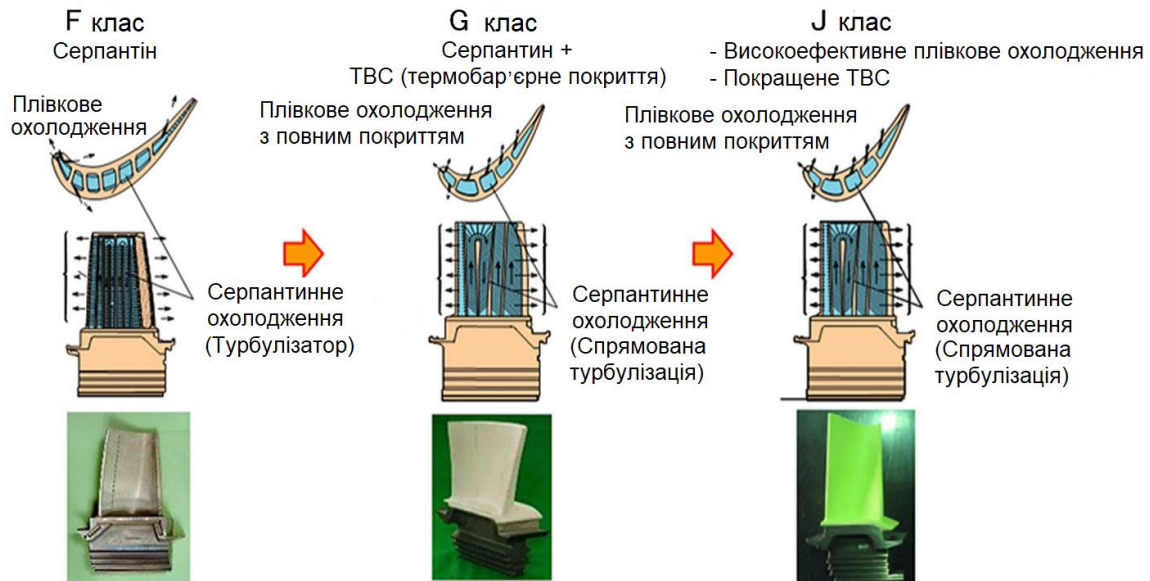 F клас
Серпантін
Плівкове
охолодження
Серпантинне
охолодження
(Турбулізатор)
G клас
Серпантин +
ТВС (термобар'єрне покриття)
Плівкове охолодження
з повним покриттям
Серпантинне
охолодження
(Спрямована
турбулізація)
J клас
- Високоефективне плівкове охолодження
- Покращене ТВС
Плівкове охолодження
з повним покриттям
Серпантинне
охолодження
(Спрямована
турбулізація)